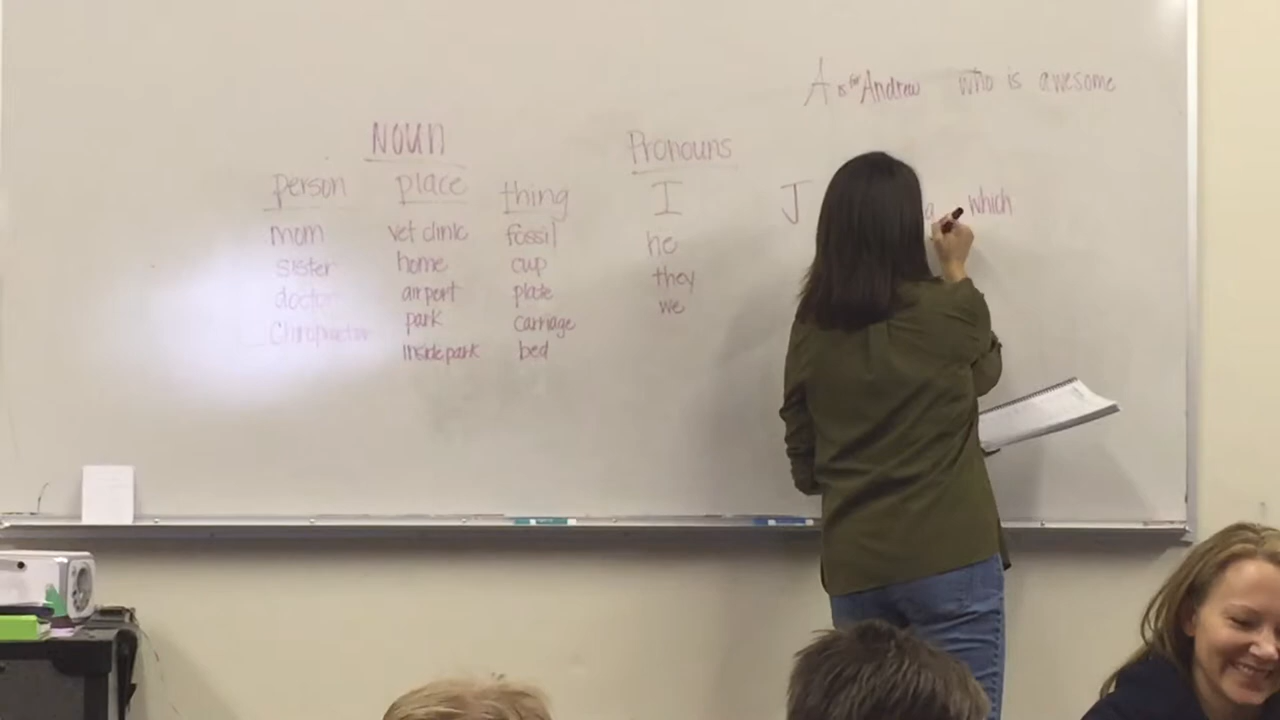 A is for Andrew who is awesome
Noun
person place thing
mom vet clinic fossil
sister home cup
doctor airport plate
Chiropractor park carriage
inside park bed
Pronouns
I
he
they
we
J which